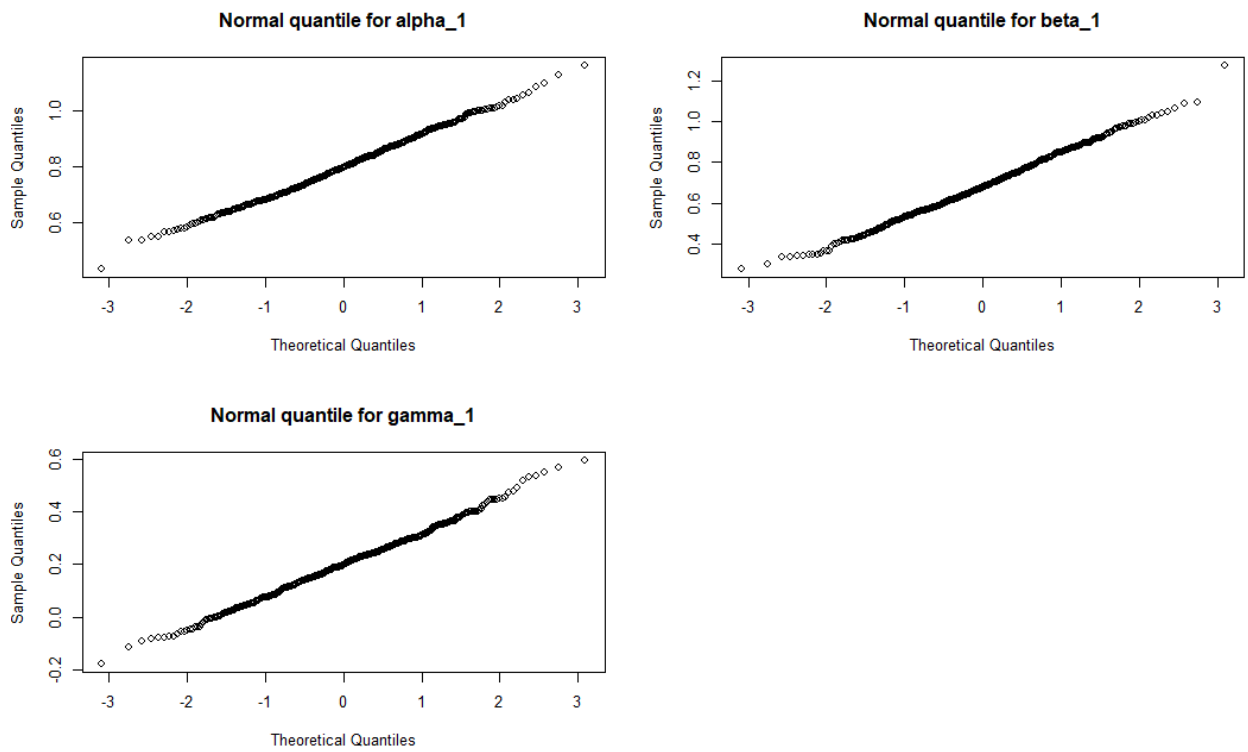 Normal quantile for alpha_1
Sample Quantiles
0.6 0.8 1.0
-3 -2 -1 0 1 2 3
Theoretical Quantiles
Normal quantile for beta_1
Sample Quantiles
0.4 0.6 0.8 1.0 1.2
-3 -2 -1 0 1 2 3
Theoretical Quantiles
Normal quantile for gamma_1
Sample Quantiles
-0.2 0.0 0.2 0.4 0.6
-3 -2 -1 0 1 2 3
Theoretical Quantiles